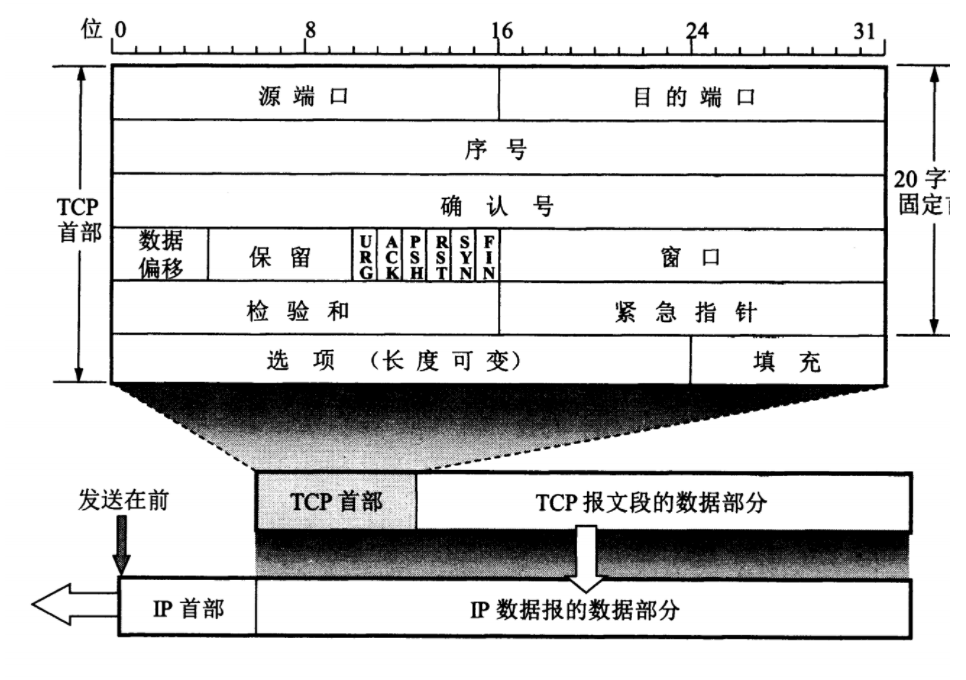 位 0 8 16 24 31
源端口 目的端口
序号
确认号
TCP
首部
20 字
固定
数据
偏移
保留
URG
ACK
PSH
RST
SYN
FIN
窗口
检验和 紧急指针
选项 (长度可变) 填充
发送在前
TCP 首部 TCP 报文段的数据部分
IP 首部 IP 数据报的数据部分